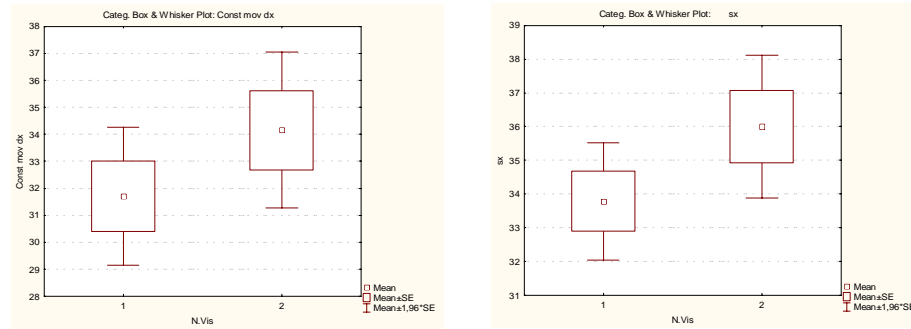 Categ. Box & Whisker Plot: Const mov dx
38
37
36
35
34
33
32
31
30
29
28
Const mov dx
1
2
N.Vis
Mean
Mean±SE
Mean±1,96*SE
Categ. Box & Whisker Plot: sx
39
38
37
36
35
34
33
32
31
sx
1
2
N.Vis
Mean
Mean±SE
Mean±1,96*SE